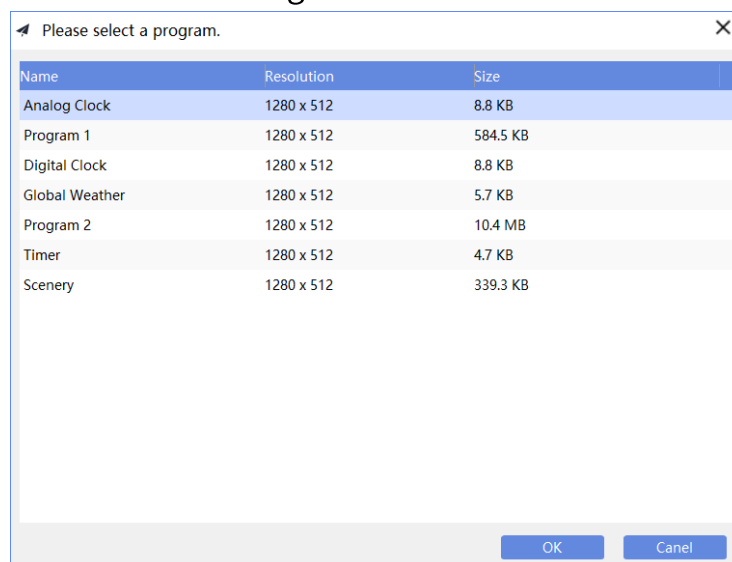 Please select a program.
Name Resolution Size
Analog Clock 1280 x 512 8.8 KB
Program 1 1280 x 512 584.5 KB
Digital Clock 1280 x 512 8.8 KB
Global Weather 1280 x 512 5.7 KB
Program 2 1280 x 512 10.4 MB
Timer 1280 x 512 4.7 KB
Scenery 1280 x 512 339.3 KB
OK Canel